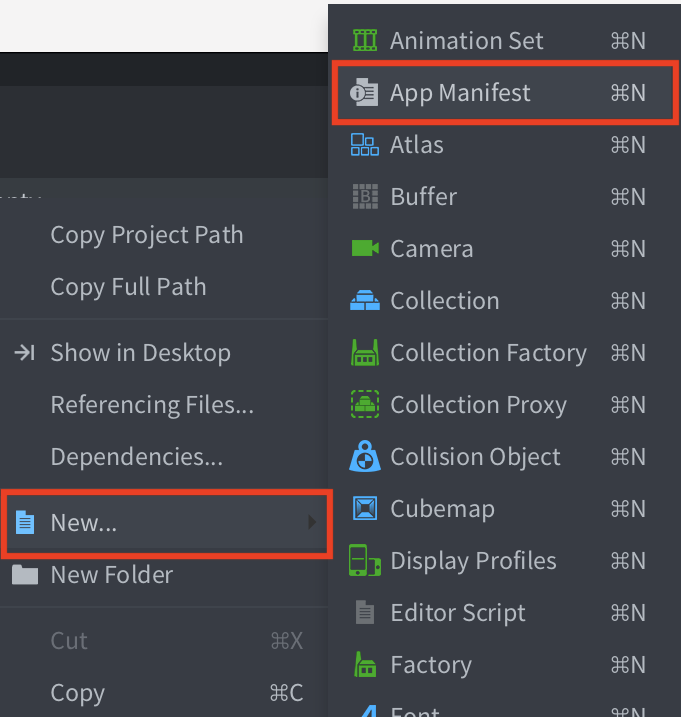 Copy Project Path
Copy Full Path
Show in Desktop
Referencing Files...
Dependencies...
New...
New Folder
Cut ⌘X
Copy ⌘C
Animation Set ⌘N
App Manifest ⌘N
Atlas ⌘N
Buffer ⌘N
Camera ⌘N
Collection ⌘N
Collection Factory ⌘N
Collection Proxy ⌘N
Collision Object ⌘N
Cubemap ⌘N
Display Profiles ⌘N
Editor Script ⌘N
Factory ⌘N
Font ⌘N